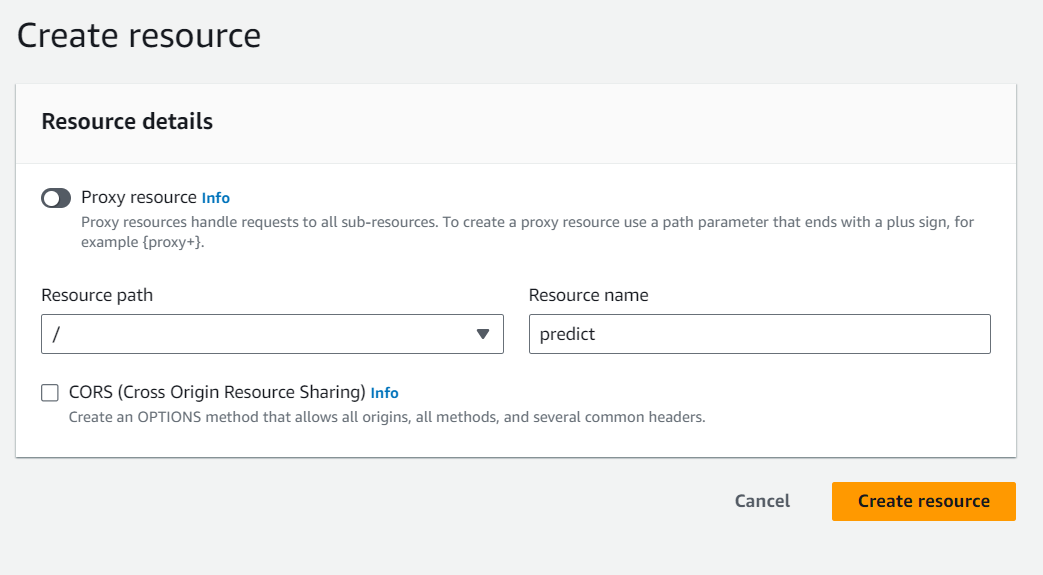 Create resource
Resource details
Proxy resource Info
Proxy resources handle requests to all sub-resources. To create a proxy resource use a path parameter that ends with a plus sign, for
example {proxy+}.
Resource path
Resource name
/
predict
CORS (Cross Origin Resource Sharing) Info
Create an OPTIONS method that allows all origins, all methods, and several common headers.
Cancel
Create resource